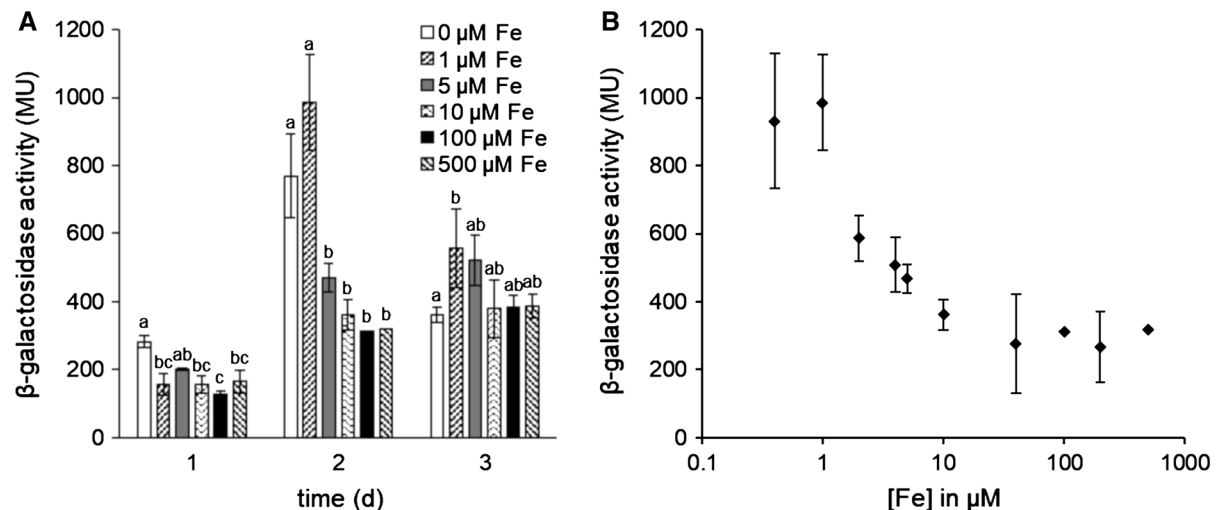 A
β-galactosidase activity (MU)
1200
1000
800
600
400
200
0
0 µM Fe
1 µM Fe
5 µM Fe
10 µM Fe
100 µM Fe
500 µM Fe
a
bc
ab
bc
c
bc
a
a
b
b
b
b
a
b
ab
ab
ab
ab
1
2
3
time (d)
B
β-galactosidase activity (MU)
1200
1000
800
600
400
200
0
0.1
1
10
100
1000
[Fe] in µM